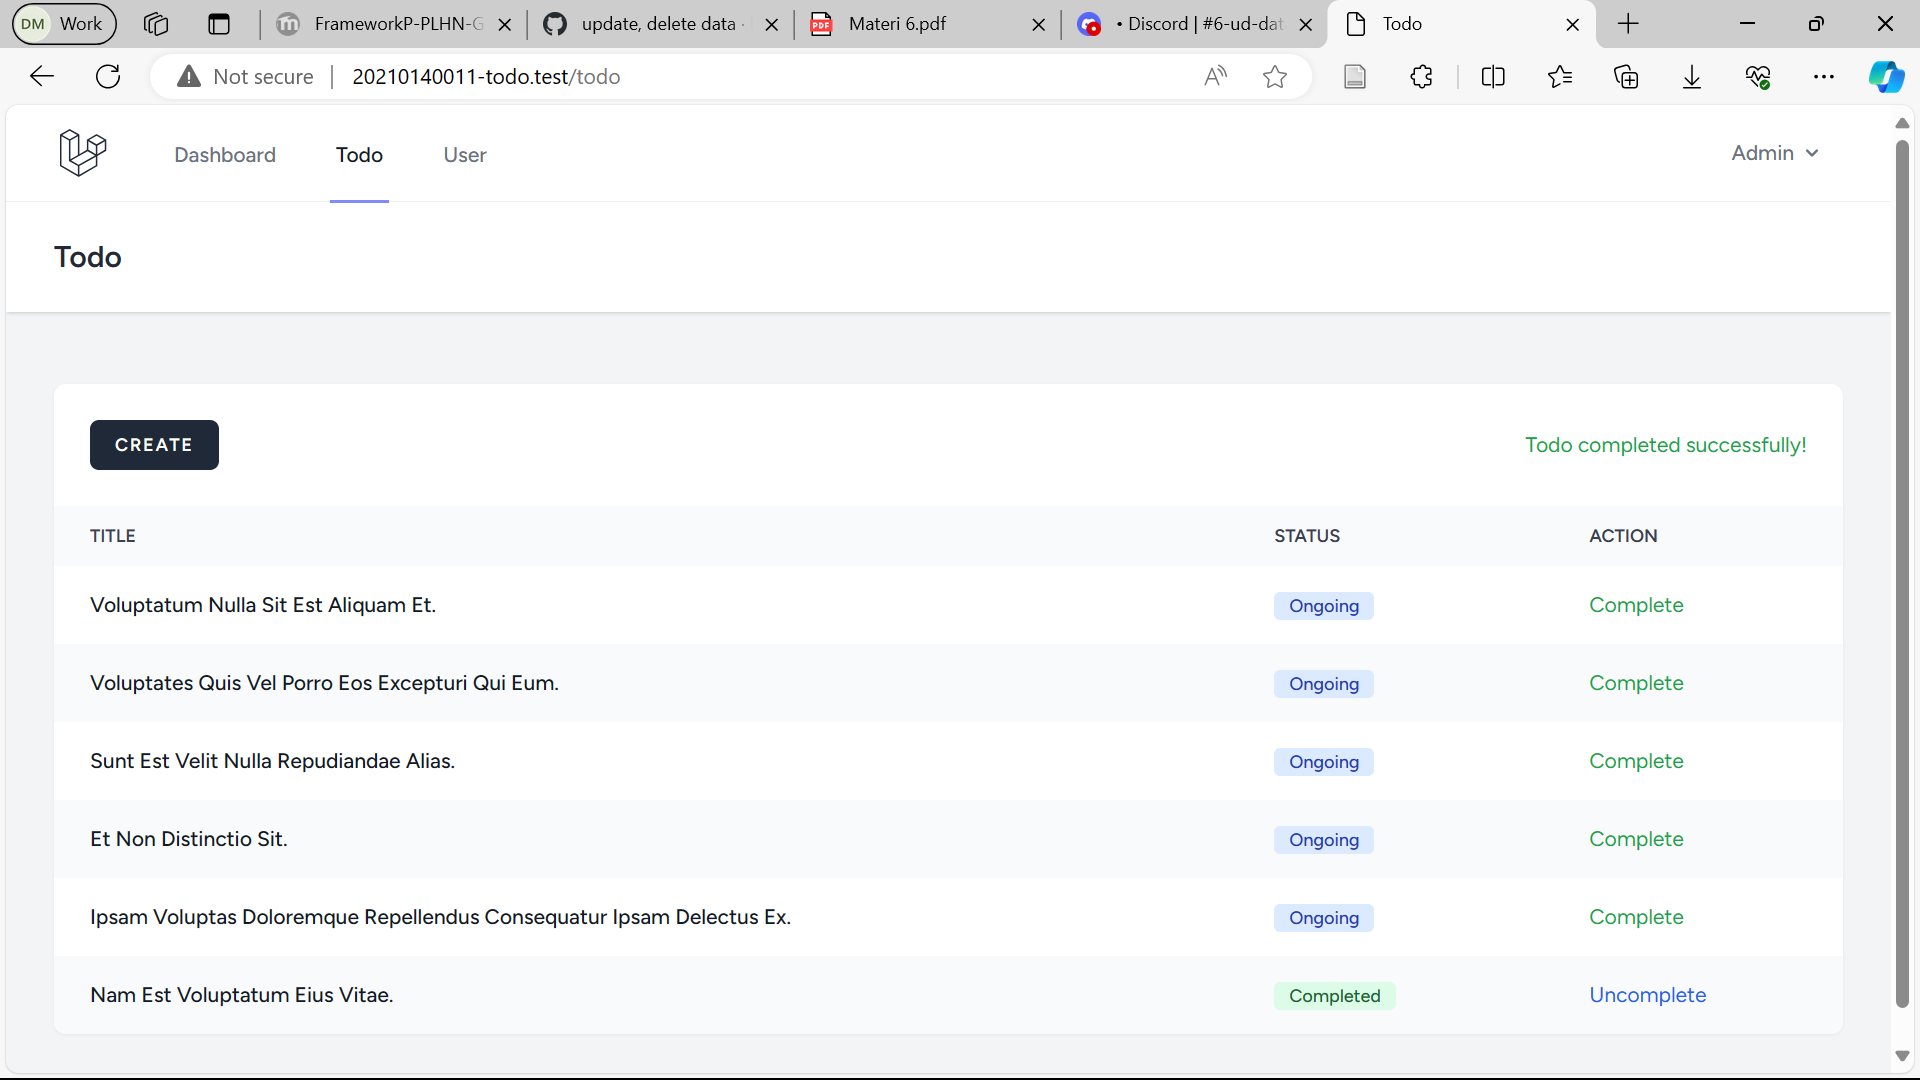 DM Work FrameworkP-PLHN-G update, delete data · Materi 6.pdf • Discord | #6-ud-dat Todo
Not secure 20210140011-todo.test/todo
Dashboard Todo User Admin
Todo
CREATE Todo completed successfully!
TITLE STATUS ACTION
Voluptatum Nulla Sit Est Aliquam Et. Ongoing Complete
Voluptates Quis Vel Porro Eos Excepturi Qui Eum. Ongoing Complete
Sunt Est Velit Nulla Repudiandae Alias. Ongoing Complete
Et Non Distinctio Sit. Ongoing Complete
Ipsam Voluptas Doloremque Repellendus Consequatur Ipsam Delectus Ex. Ongoing Complete
Nam Est Voluptatum Eius Vitae. Completed Uncomplete